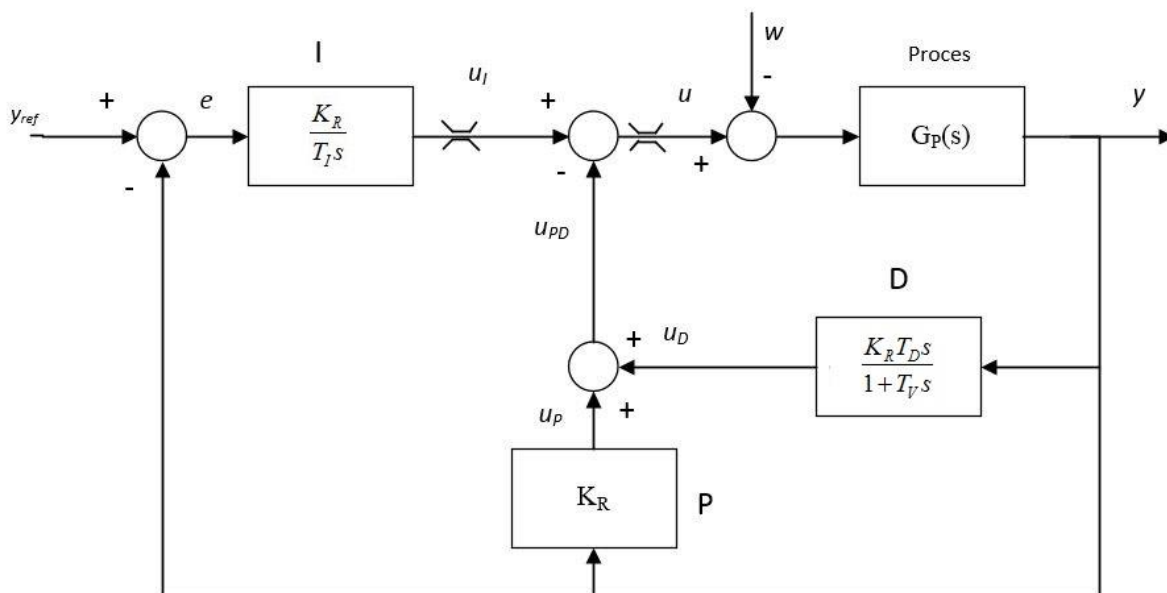 w
I
Proces
u_I
u
-
y
+
e
+
y_ref
K_R
T_I s
G_P(s)
-
-
+
u_PD
D
u_D
+
K_R T_D s
1+T_V s
u_P
+
K_R
P